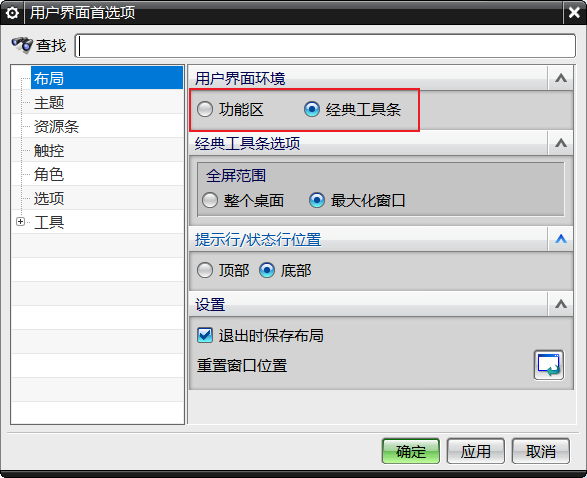 用户界面首选项
查找
布局
主题
资源条
触控
角色
选项
工具
用户界面环境
功能区 经典工具条
经典工具条选项
全屏范围
整个桌面 最大化窗口
提示行/状态行位置
顶部 底部
设置
退出时保存布局
重置窗口位置
确定 应用 取消